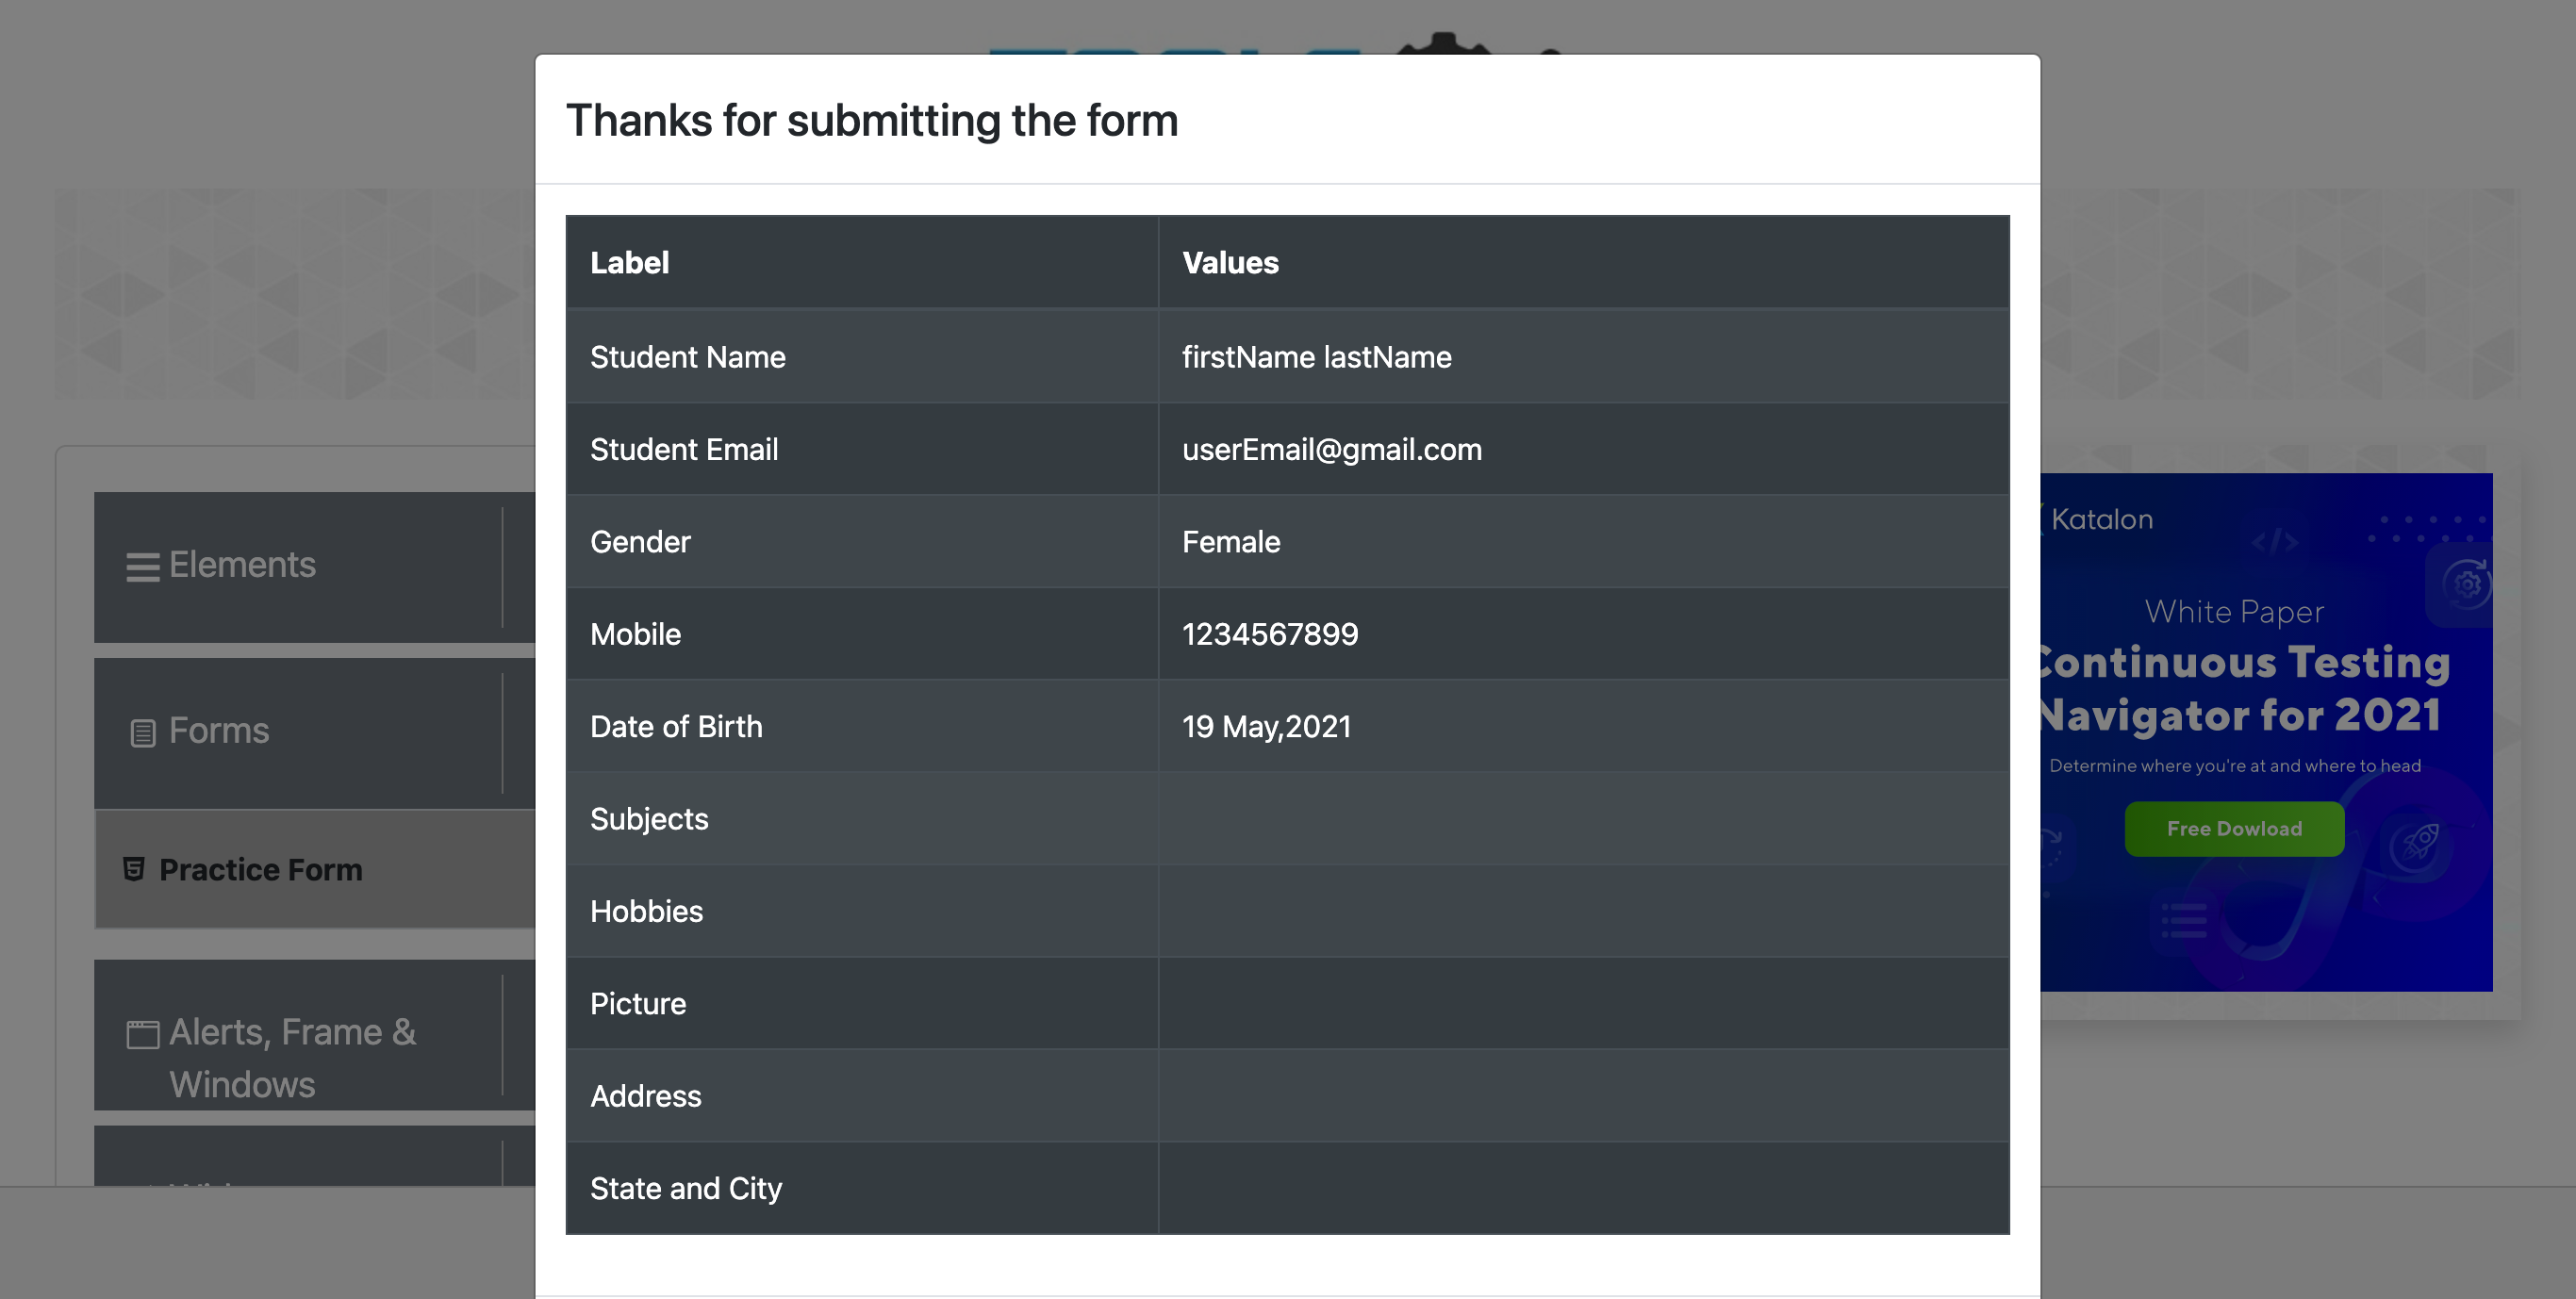 Thanks for submitting the form
Label Values
Student Name firstName lastName
Student Email userEmail@gmail.com
Gender Female
Mobile 1234567899
Date of Birth 19 May,2021
Subjects
Hobbies
Picture
Address
State and City
Elements
Forms
Practice Form
Alerts, Frame &
Windows
Katalon
White Paper
Continuous Testing
Navigator for 2021
Determine where you're at and where to head
Free Dowload